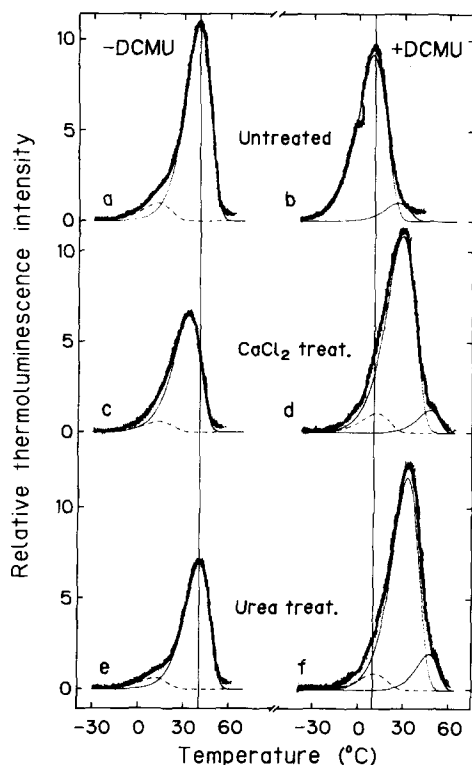 10
−DCMU
+DCMU
5
Untreated
0
a
b
10
5
CaCl₂ treat.
0
c
d
10
5
Urea treat.
0
e
f
-30
0
30
60
-30
0
30
60
Relative thermoluminescence intensity
Temperature (°C)